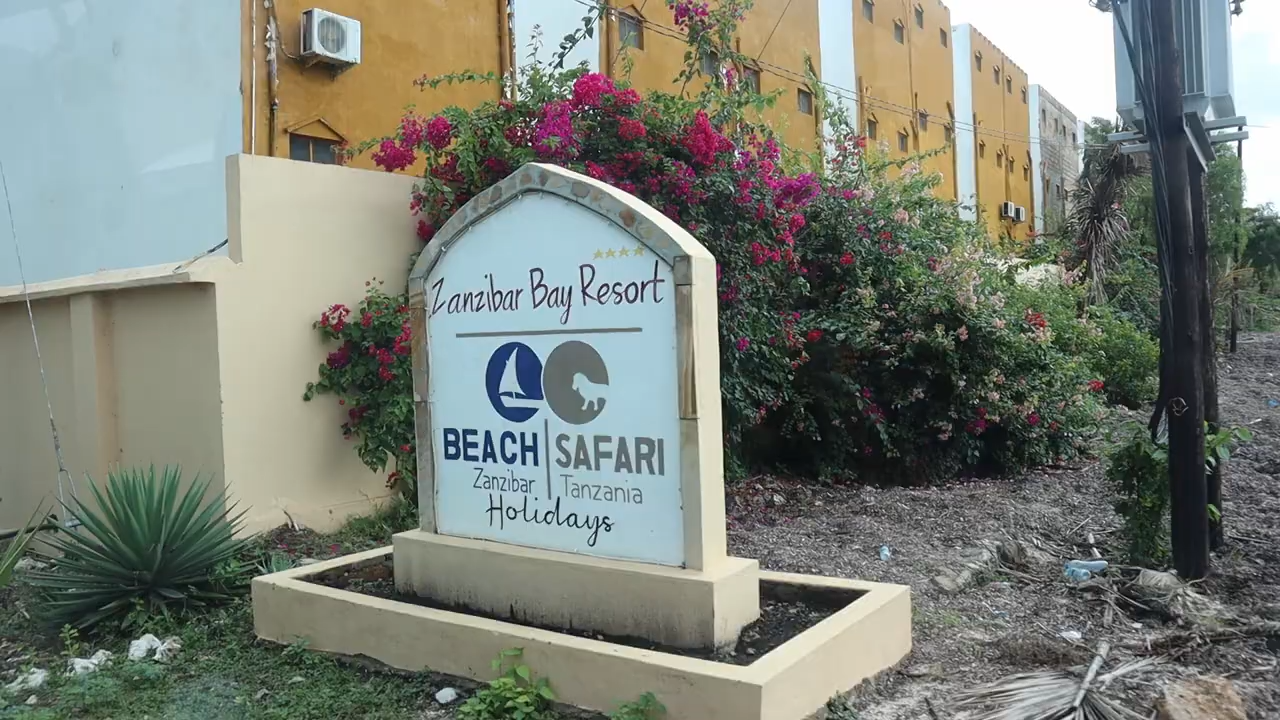 Zanzibar Bay Resort
BEACH SAFARI
Zanzibar Tanzania
Holidays